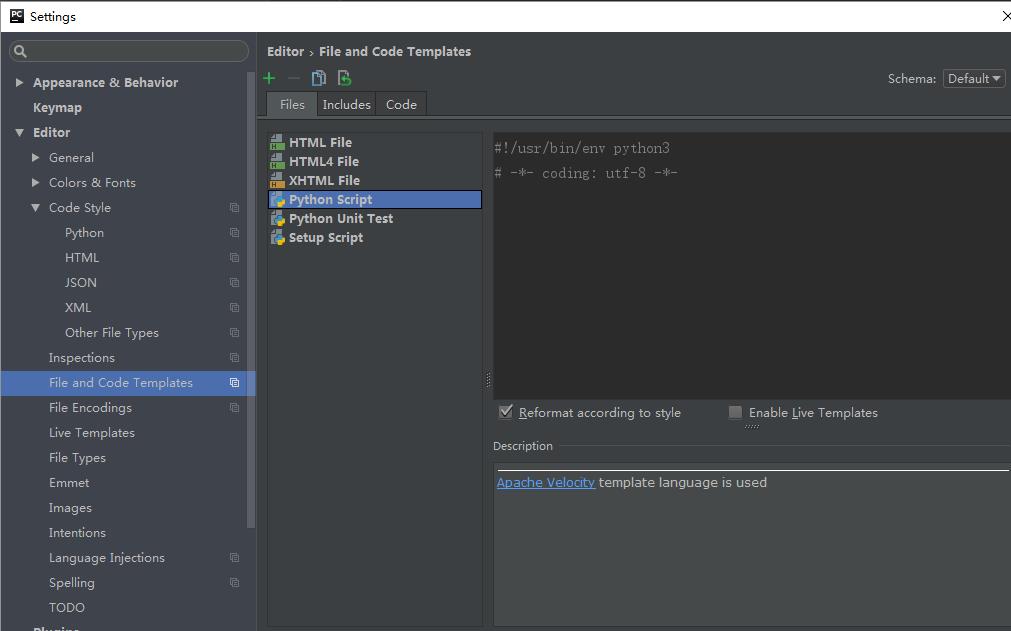 PC Settings
Editor › File and Code Templates
Schema: Default
Files Includes Code
Appearance & Behavior
Keymap
Editor
General
Colors & Fonts
Code Style
Python
HTML
JSON
XML
Other File Types
Inspections
File and Code Templates
File Encodings
Live Templates
File Types
Emmet
Images
Intentions
Language Injections
Spelling
TODO
Plugins
HTML File
HTML4 File
XHTML File
Python Script
Python Unit Test
Setup Script
#!/usr/bin/env python3
# -*- coding: utf-8 -*-
Reformat according to style Enable Live Templates
Description
Apache Velocity template language is used